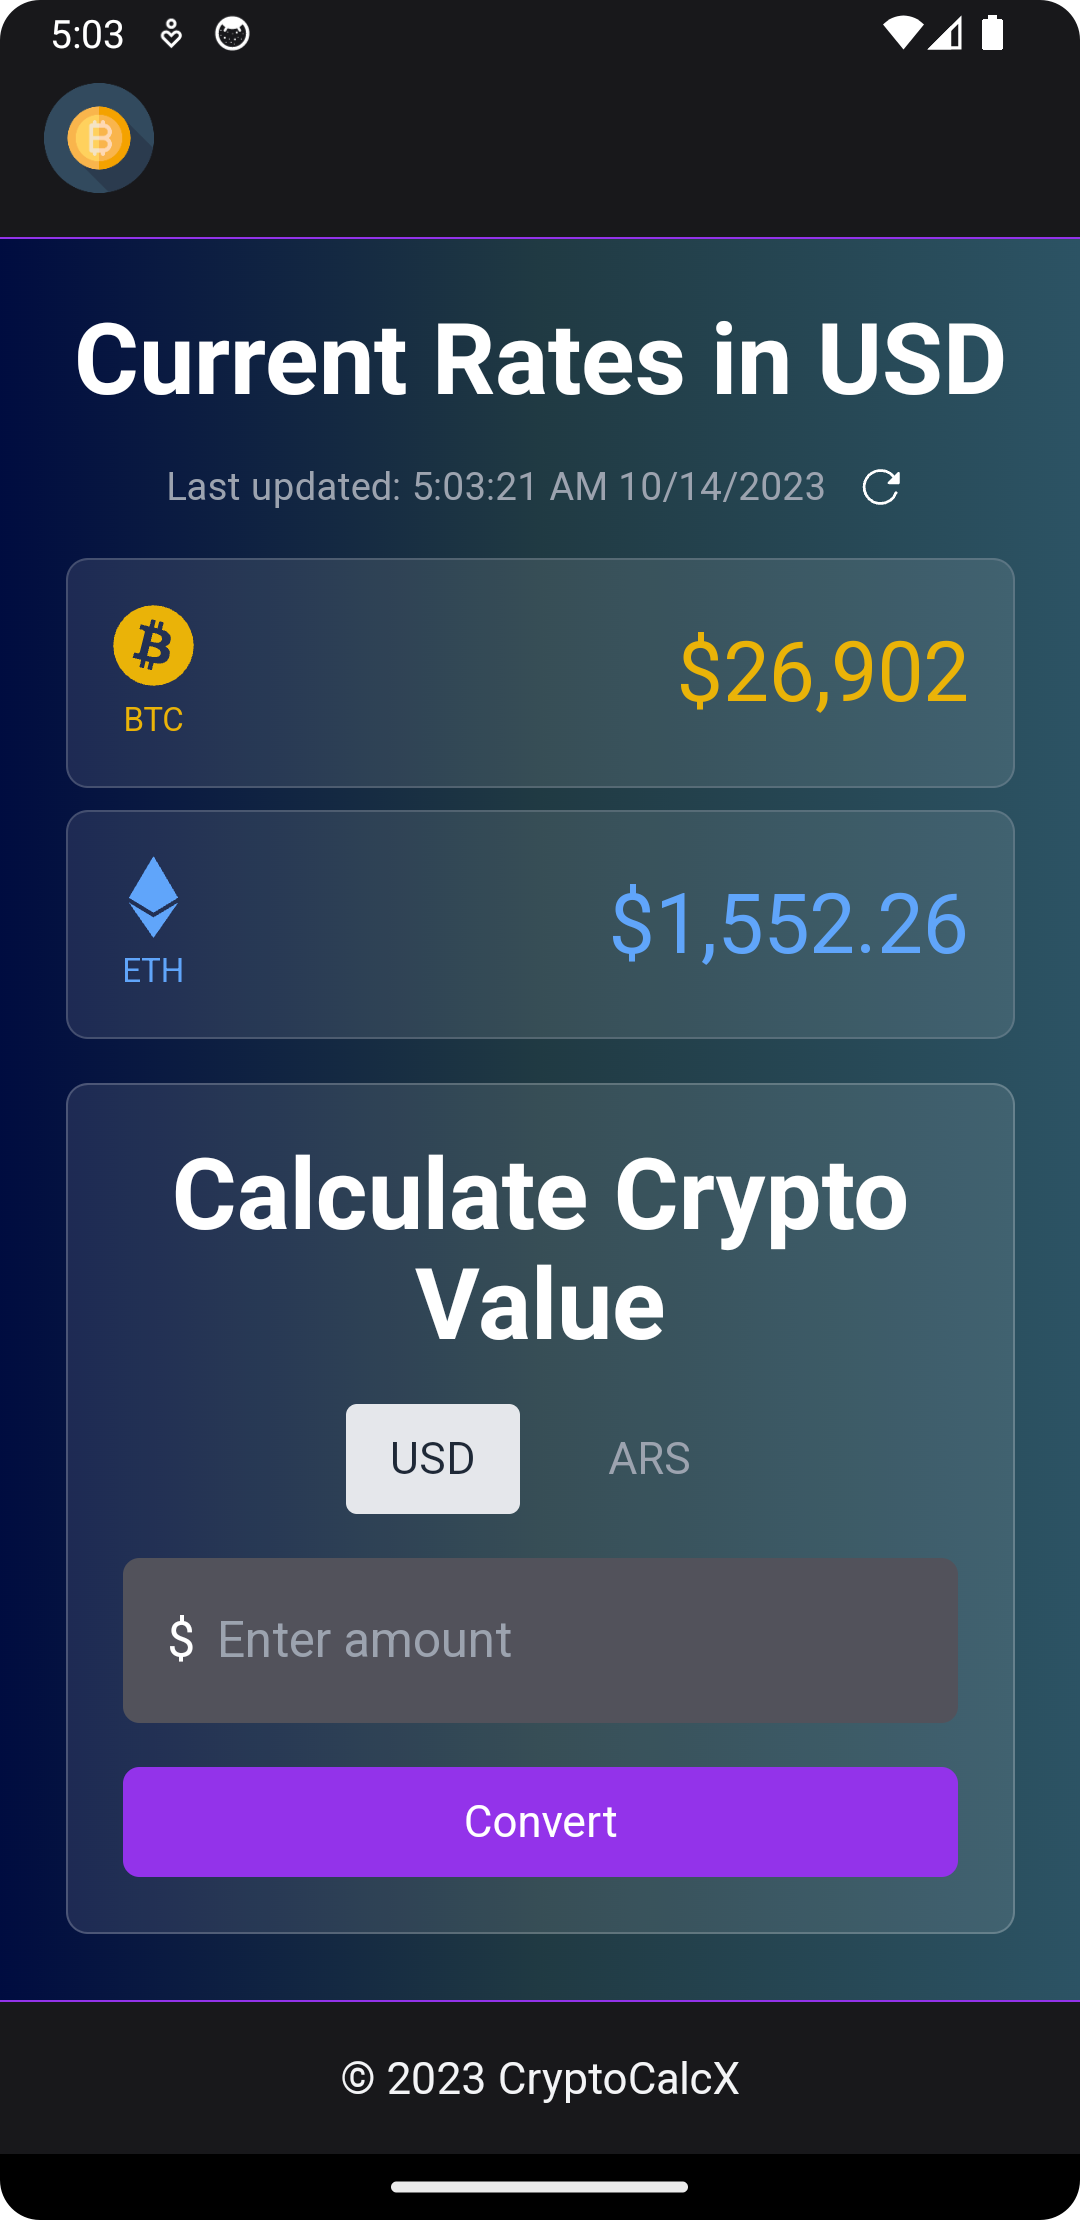 5:03
Current Rates in USD
Last updated: 5:03:21 AM 10/14/2023
BTC
$26,902
ETH
$1,552.26
Calculate Crypto
Value
USD ARS
$ Enter amount
Convert
© 2023 CryptoCalcX